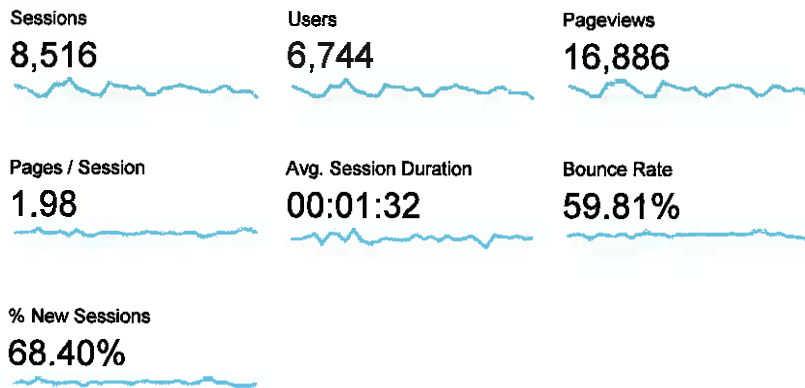 Sessions
8,516
Users
6,744
Pageviews
16,886
Pages / Session
1.98
Avg. Session Duration
00:01:32
Bounce Rate
59.81%
% New Sessions
68.40%